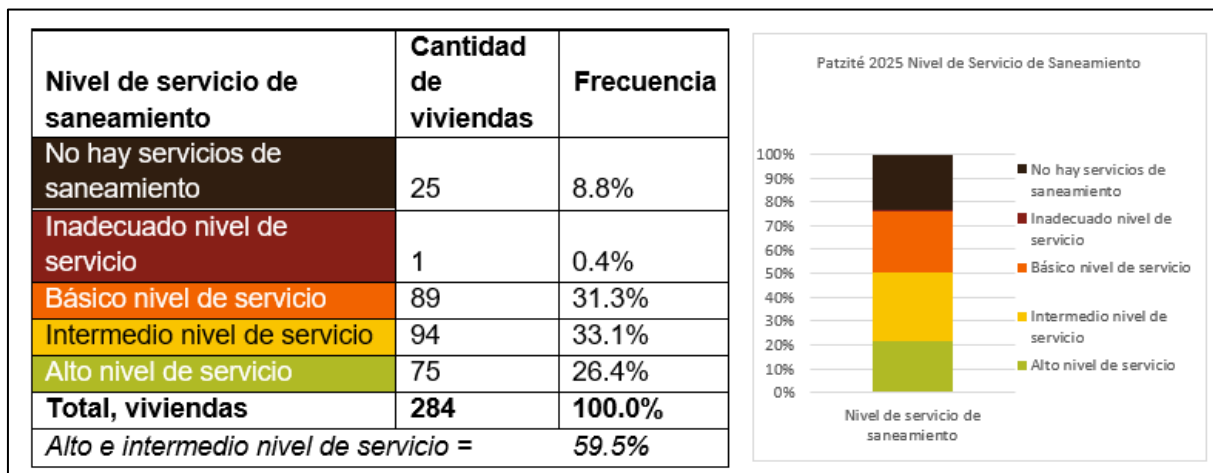 Nivel de servicio de saneamiento Cantidad de viviendas Frecuencia
No hay servicios de saneamiento 25 8.8%
Inadecuado nivel de servicio 1 0.4%
Básico nivel de servicio 89 31.3%
Intermedio nivel de servicio 94 33.1%
Alto nivel de servicio 75 26.4%
Total, viviendas 284 100.0%
Alto e intermedio nivel de servicio = 59.5%
Patzité 2025 Nivel de Servicio de Saneamiento
100%
90%
80%
70%
60%
50%
40%
30%
20%
10%
0%
Nivel de servicio de
saneamiento
No hay servicios de
saneamiento
Inadecuado nivel de
servicio
Básico nivel de servicio
Intermedio nivel de
servicio
Alto nivel de servicio